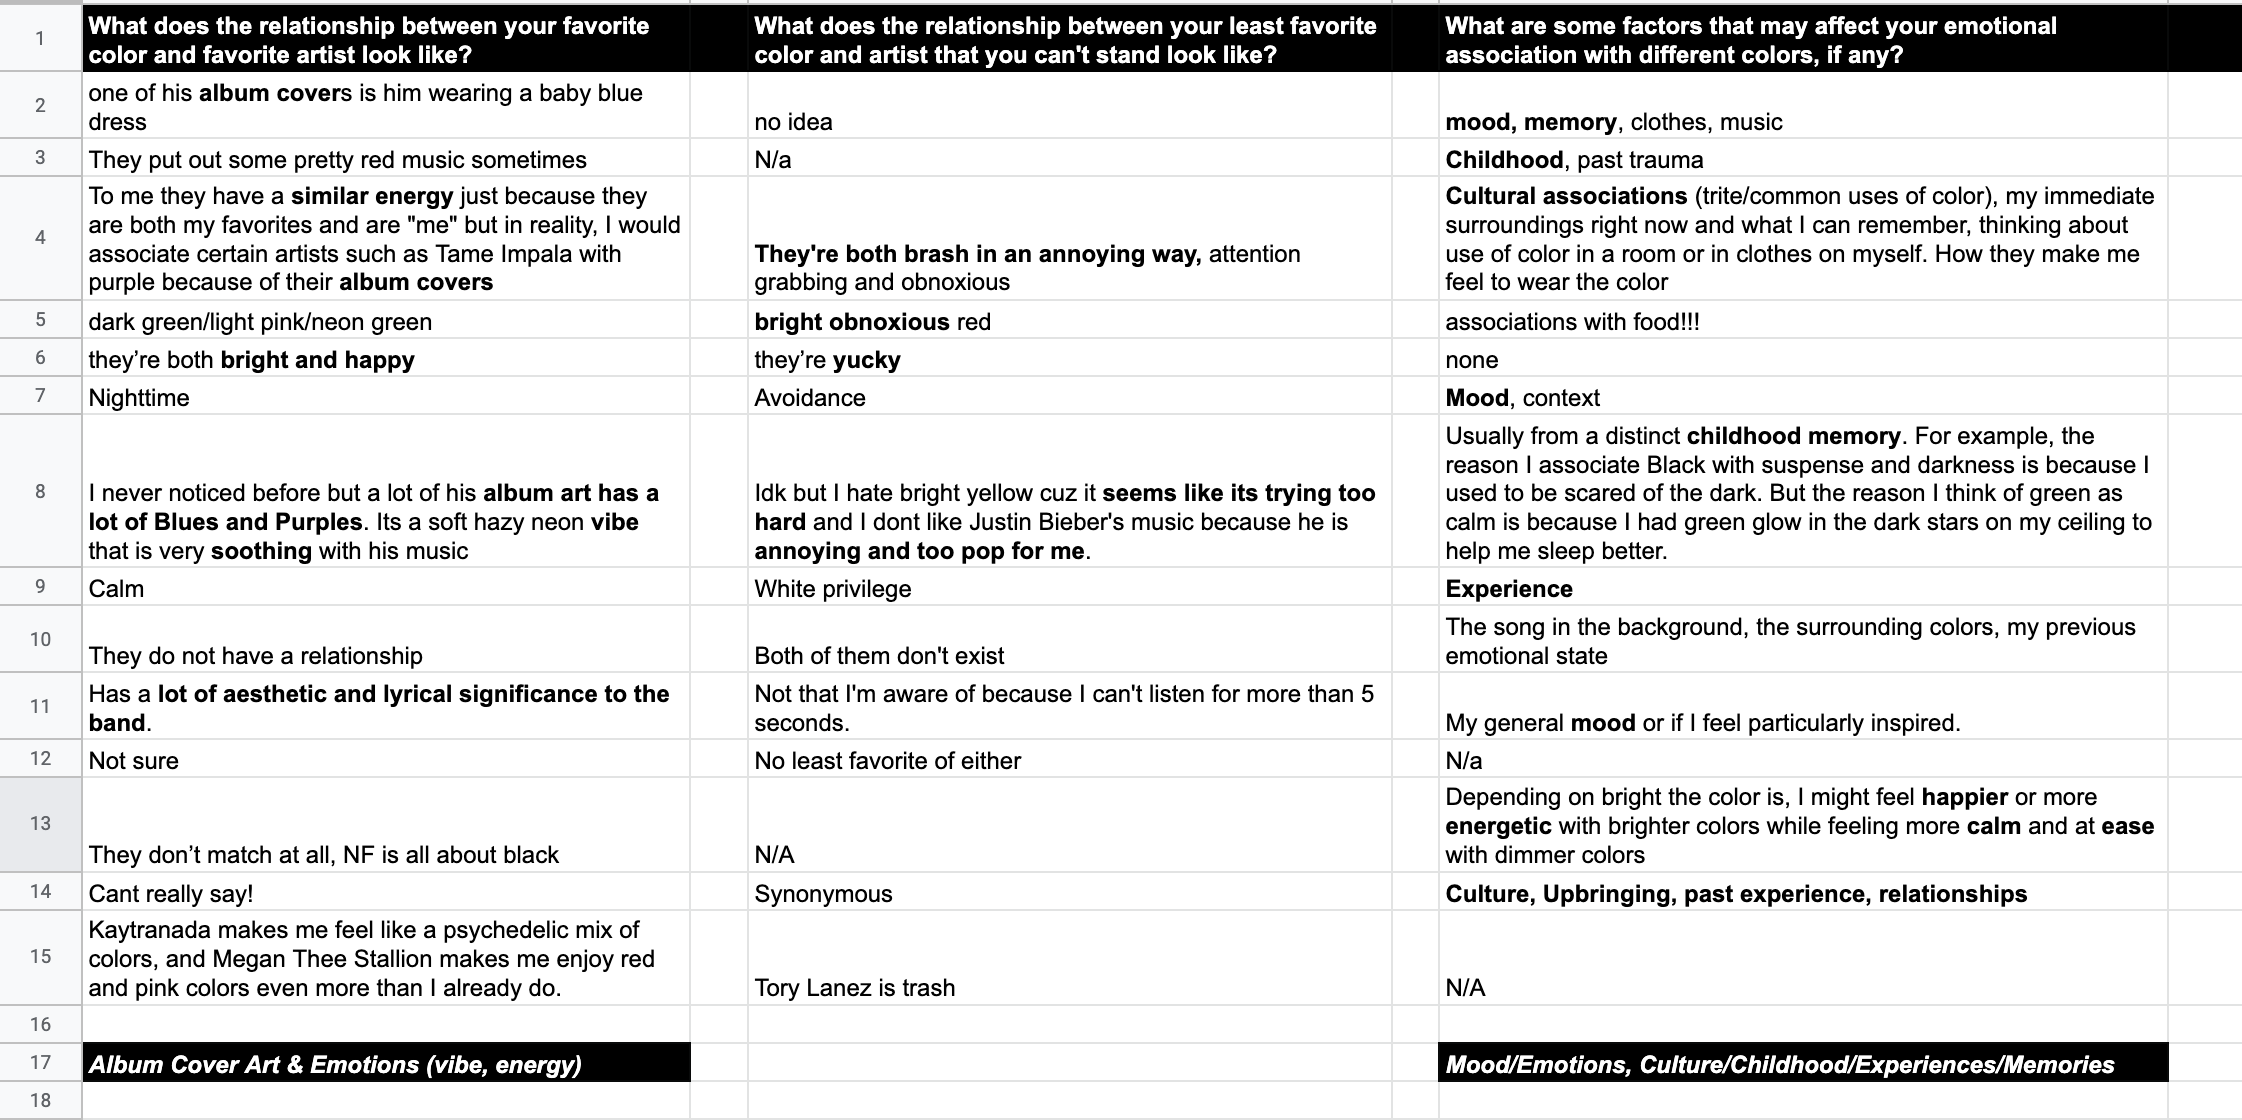 1
What does the relationship between your favorite
color and favorite artist look like?
What does the relationship between your least favorite
color and artist that you can't stand look like?
What are some factors that may affect your emotional
association with different colors, if any?
2
one of his album covers is him wearing a baby blue
dress
no idea
mood, memory, clothes, music
3
They put out some pretty red music sometimes
N/a
Childhood, past trauma
4
To me they have a similar energy just because they
are both my favorites and are "me" but in reality, I would
associate certain artists such as Tame Impala with
purple because of their album covers
They're both brash in an annoying way, attention
grabbing and obnoxious
Cultural associations (trite/common uses of color), my immediate
surroundings right now and what I can remember, thinking about
use of color in a room or in clothes on myself. How they make me
feel to wear the color
5
dark green/light pink/neon green
bright obnoxious red
associations with food!!!
6
they’re both bright and happy
they’re yucky
none
7
Nighttime
Avoidance
Mood, context
8
I never noticed before but a lot of his album art has a
lot of Blues and Purples. Its a soft hazy neon vibe
that is very soothing with his music
Idk but I hate bright yellow cuz it seems like its trying too
hard and I dont like Justin Bieber's music because he is
annoying and too pop for me.
Usually from a distinct childhood memory. For example, the
reason I associate Black with suspense and darkness is because I
used to be scared of the dark. But the reason I think of green as
calm is because I had green glow in the dark stars on my ceiling to
help me sleep better.
9
Calm
White privilege
Experience
10
They do not have a relationship
Both of them don't exist
The song in the background, the surrounding colors, my previous
emotional state
11
Has a lot of aesthetic and lyrical significance to the
band.
Not that I'm aware of because I can't listen for more than 5
seconds.
My general mood or if I feel particularly inspired.
12
Not sure
No least favorite of either
N/a
13
They don’t match at all, NF is all about black
N/A
Depending on bright the color is, I might feel happier or more
energetic with brighter colors while feeling more calm and at ease
with dimmer colors
14
Cant really say!
Synonymous
Culture, Upbringing, past experience, relationships
15
Kaytranada makes me feel like a psychedelic mix of
colors, and Megan Thee Stallion makes me enjoy red
and pink colors even more than I already do.
Tory Lanez is trash
N/A
16
17
Album Cover Art & Emotions (vibe, energy)
Mood/Emotions, Culture/Childhood/Experiences/Memories
18